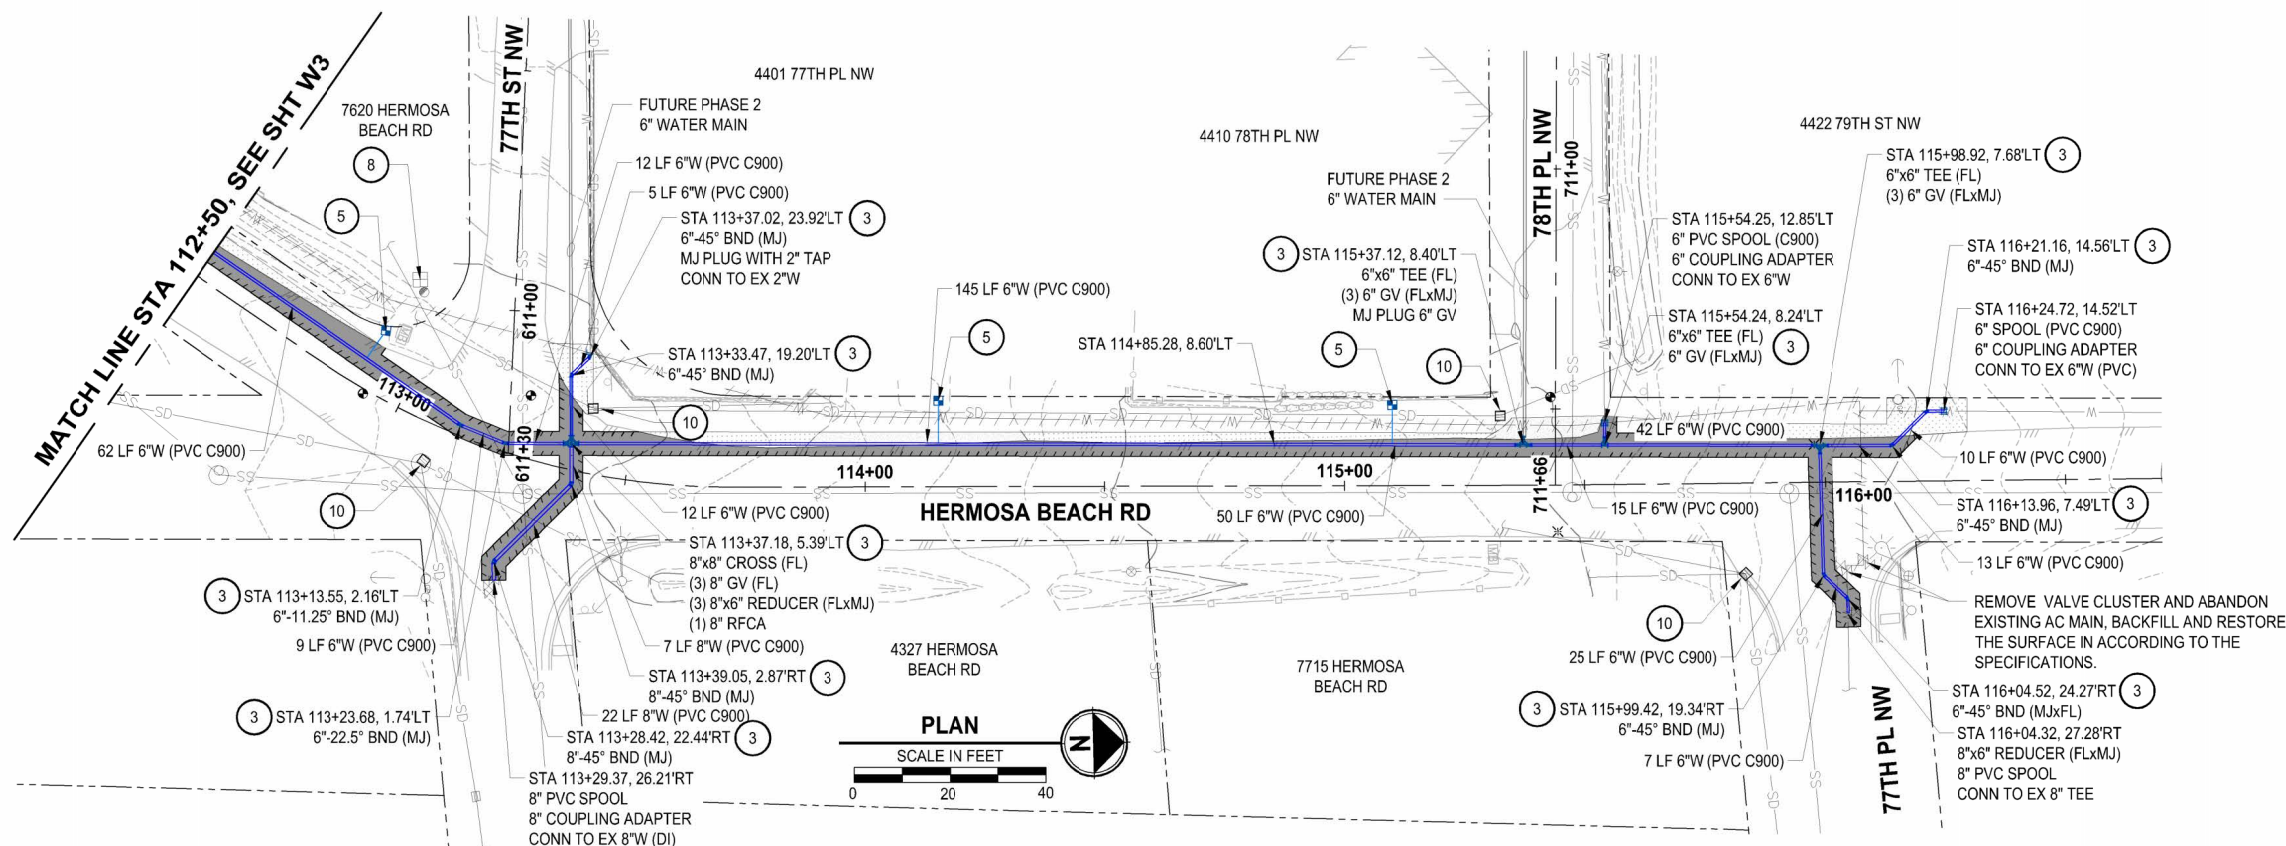 MATCH LINE STA 112+50, SEE SHT W3
7620 HERMOSA
BEACH RD
8
5
77TH ST NW
4401 77TH PL NW
FUTURE PHASE 2
6" WATER MAIN
12 LF 6"W (PVC C900)
5 LF 6"W (PVC C900)
STA 113+37.02, 23.92'LT
3
6"-45° BND (MJ)
MJ PLUG WITH 2" TAP
CONN TO EX 2"W
611+00
STA 113+33.47, 19.20'LT
3
6"-45° BND (MJ)
10
145 LF 6"W (PVC C900)
5
STA 114+85.28, 8.60'LT
4410 78TH PL NW
FUTURE PHASE 2
6" WATER MAIN
3
STA 115+37.12, 8.40'LT
6"x6" TEE (FL)
(3) 6" GV (FLxMJ)
MJ PLUG 6" GV
5
10
78TH PL NW
711+00
4422 79TH ST NW
STA 115+98.92, 7.68'LT
3
6"x6" TEE (FL)
(3) 6" GV (FLxMJ)
STA 115+54.25, 12.85'LT
6" PVC SPOOL (C900)
6" COUPLING ADAPTER
CONN TO EX 6"W
STA 115+54.24, 8.24'LT
6"x6" TEE (FL)
6" GV (FLxMJ)
3
STA 116+21.16, 14.56'LT
3
6"-45° BND (MJ)
STA 116+24.72, 14.52'LT
6" SPOOL (PVC C900)
6" COUPLING ADAPTER
CONN TO EX 6"W (PVC)
113+00
62 LF 6"W (PVC C900)
611+30
10
114+00
115+00
711+66
42 LF 6"W (PVC C900)
116+00
10 LF 6"W (PVC C900)
12 LF 6"W (PVC C900)
HERMOSA BEACH RD
50 LF 6"W (PVC C900)
15 LF 6"W (PVC C900)
STA 116+13.96, 7.49'LT
3
6"-45° BND (MJ)
13 LF 6"W (PVC C900)
STA 113+37.18, 5.39'LT
3
8"x8" CROSS (FL)
(3) 8" GV (FL)
(3) 8"x6" REDUCER (FLxMJ)
(1) 8" RFCA
7 LF 8"W (PVC C900)
3
STA 113+13.55, 2.16'LT
6"-11.25° BND (MJ)
9 LF 6"W (PVC C900)
3
STA 113+23.68, 1.74'LT
6"-22.5° BND (MJ)
STA 113+39.05, 2.87'RT
3
8"-45° BND (MJ)
22 LF 8"W (PVC C900)
STA 113+28.42, 22.44'RT
3
8"-45° BND (MJ)
STA 113+29.37, 26.21'RT
8" PVC SPOOL
8" COUPLING ADAPTER
CONN TO EX 8"W (DI)
4327 HERMOSA
BEACH RD
7715 HERMOSA
BEACH RD
PLAN
SCALE IN FEET
0 20 40
N
10
25 LF 6"W (PVC C900)
3
STA 115+99.42, 19.34'RT
6"-45° BND (MJ)
7 LF 6"W (PVC C900)
77TH PL NW
REMOVE VALVE CLUSTER AND ABANDON
EXISTING AC MAIN, BACKFILL AND RESTORE
THE SURFACE IN ACCORDING TO THE
SPECIFICATIONS.
STA 116+04.52, 24.27'RT
3
6"-45° BND (MJxFL)
STA 116+04.32, 27.28'RT
8"x6" REDUCER (FLxMJ)
8" PVC SPOOL
CONN TO EX 8" TEE